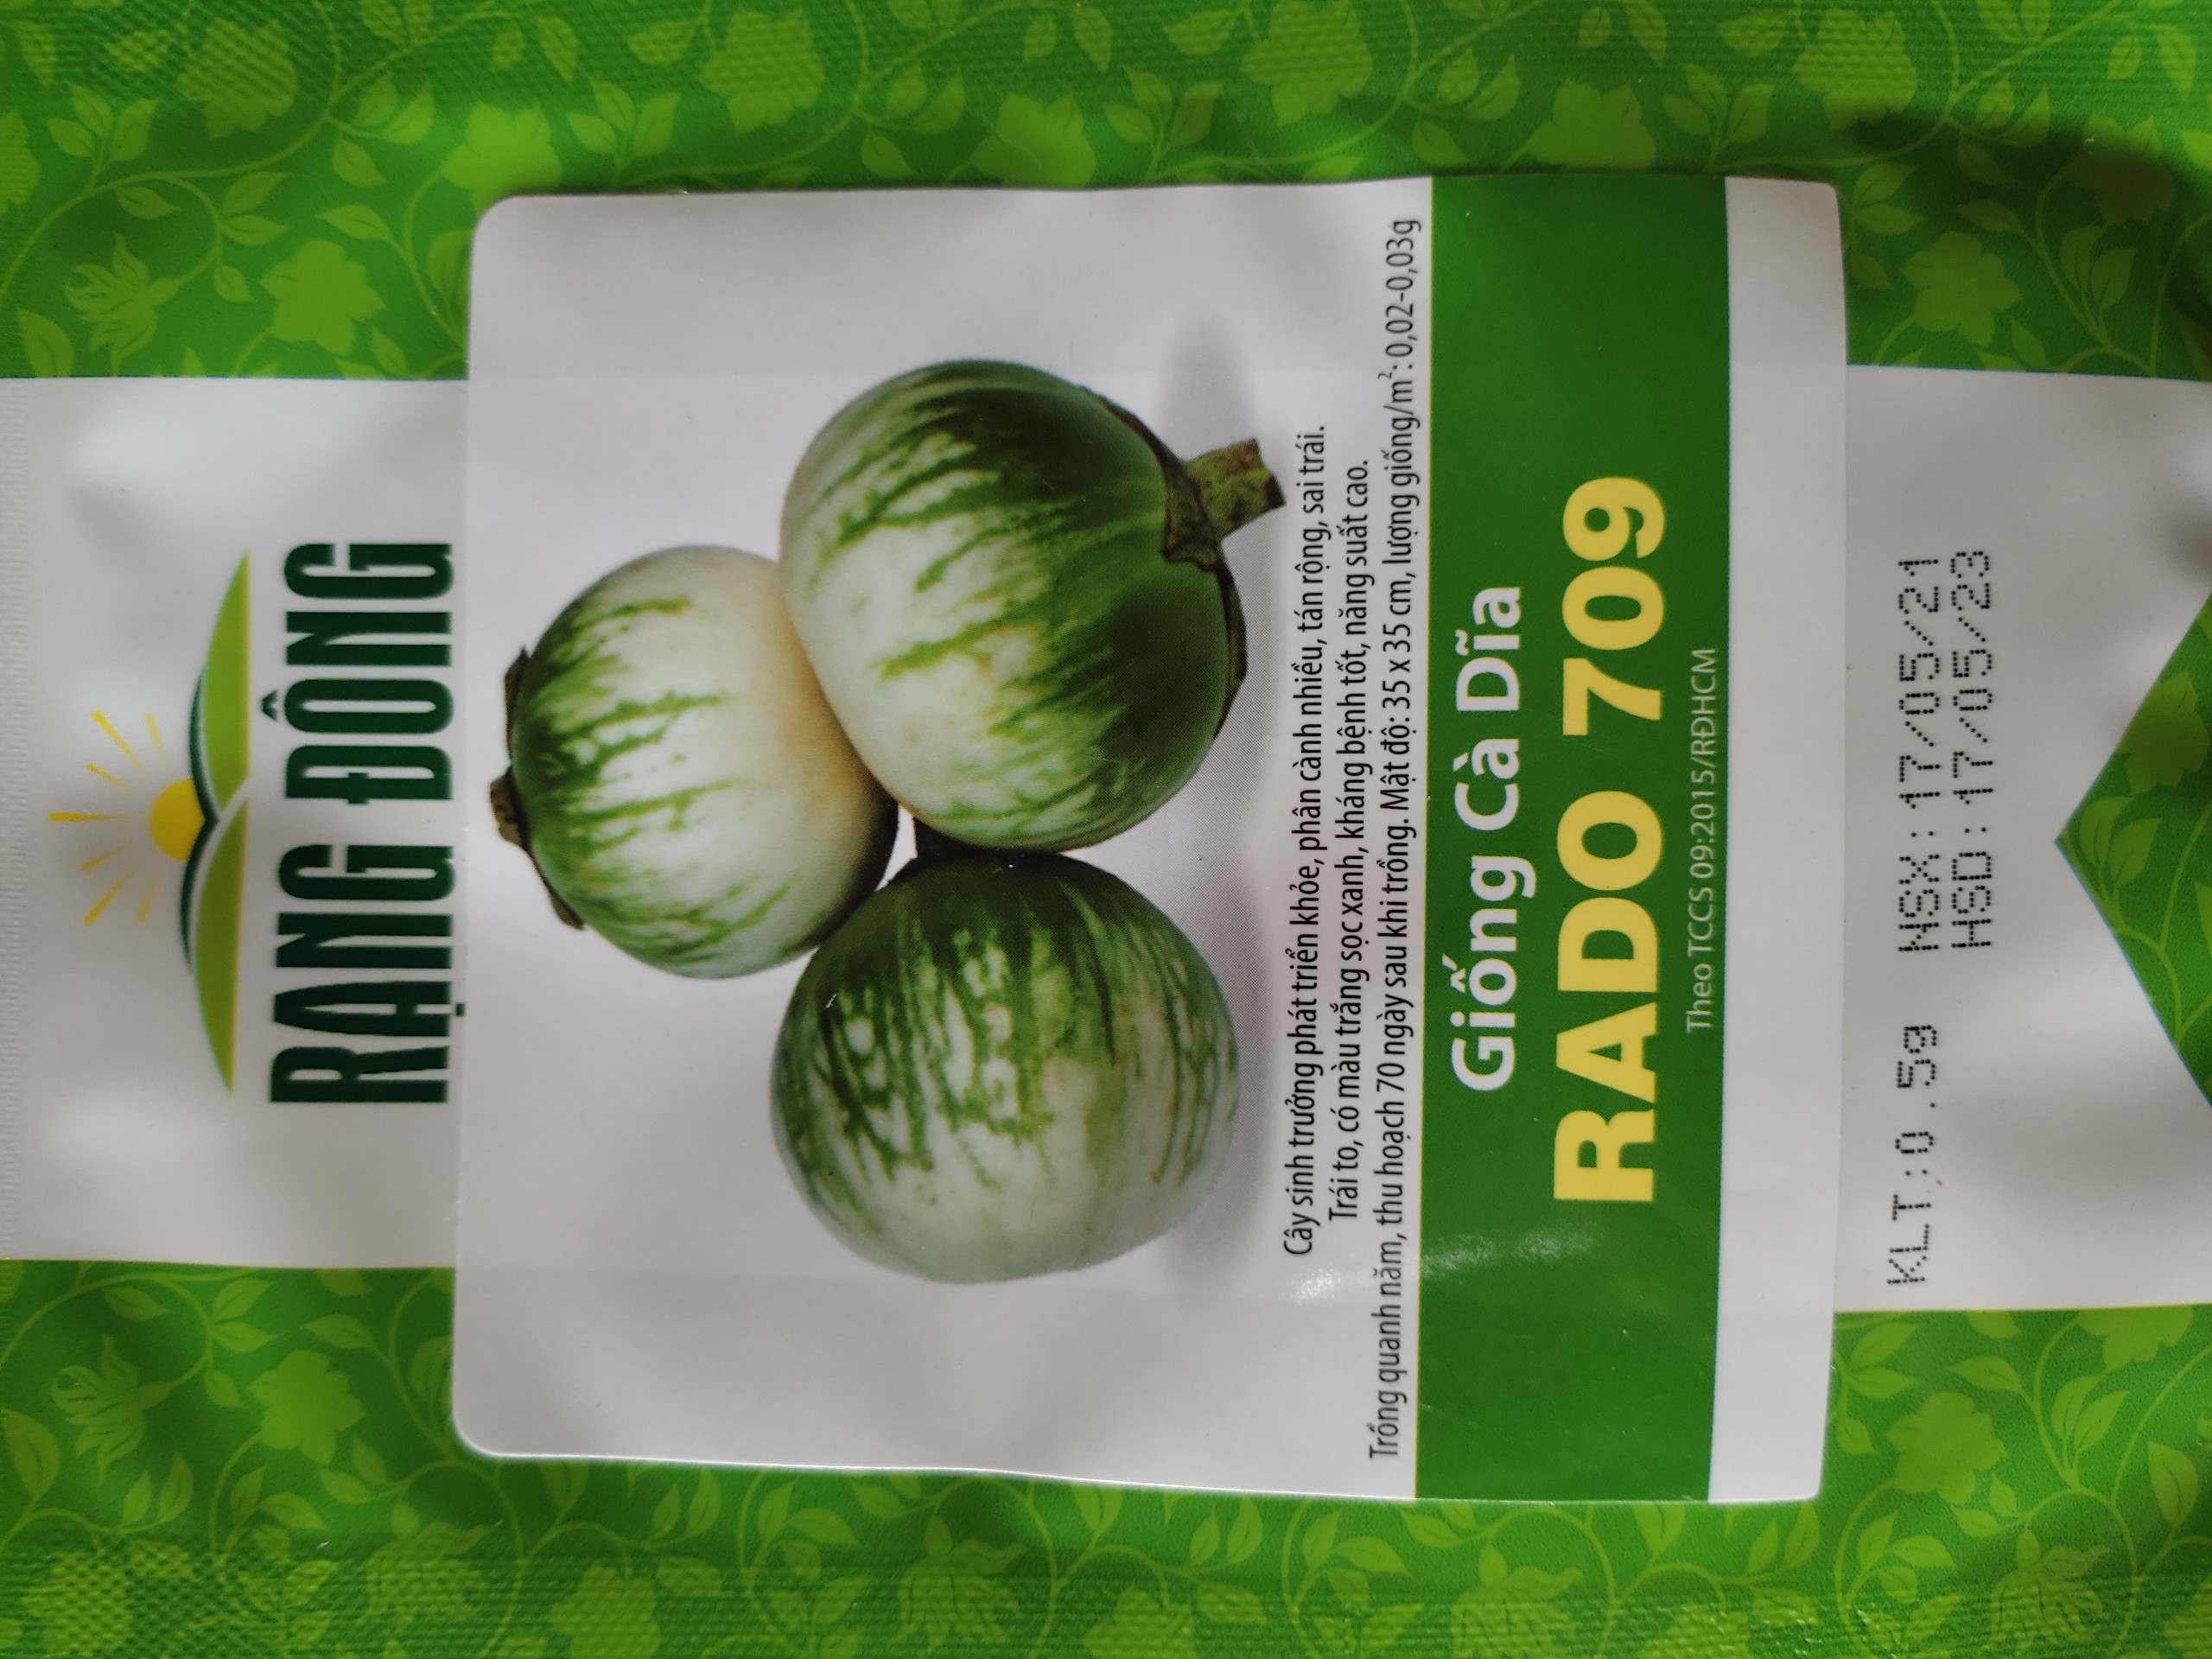 RẠNG ĐÔNG
Cây sinh trưởng phát triển khỏe, phân cành nhiều, tán rộng, sai trái.
Trái to, có màu trắng sọc xanh, kháng bệnh tốt, năng suất cao.
Trồng quanh năm, thu hoạch 70 ngày sau khi trồng. Mật độ: 35 x 35 cm, lượng giống/m²: 0,02-0,03g
Giống Cà Dĩa
RADO 709
Theo TCCS 09:2015/RĐHCM
KLT:0.5g NSX:17/05/21
HSD:17/05/23